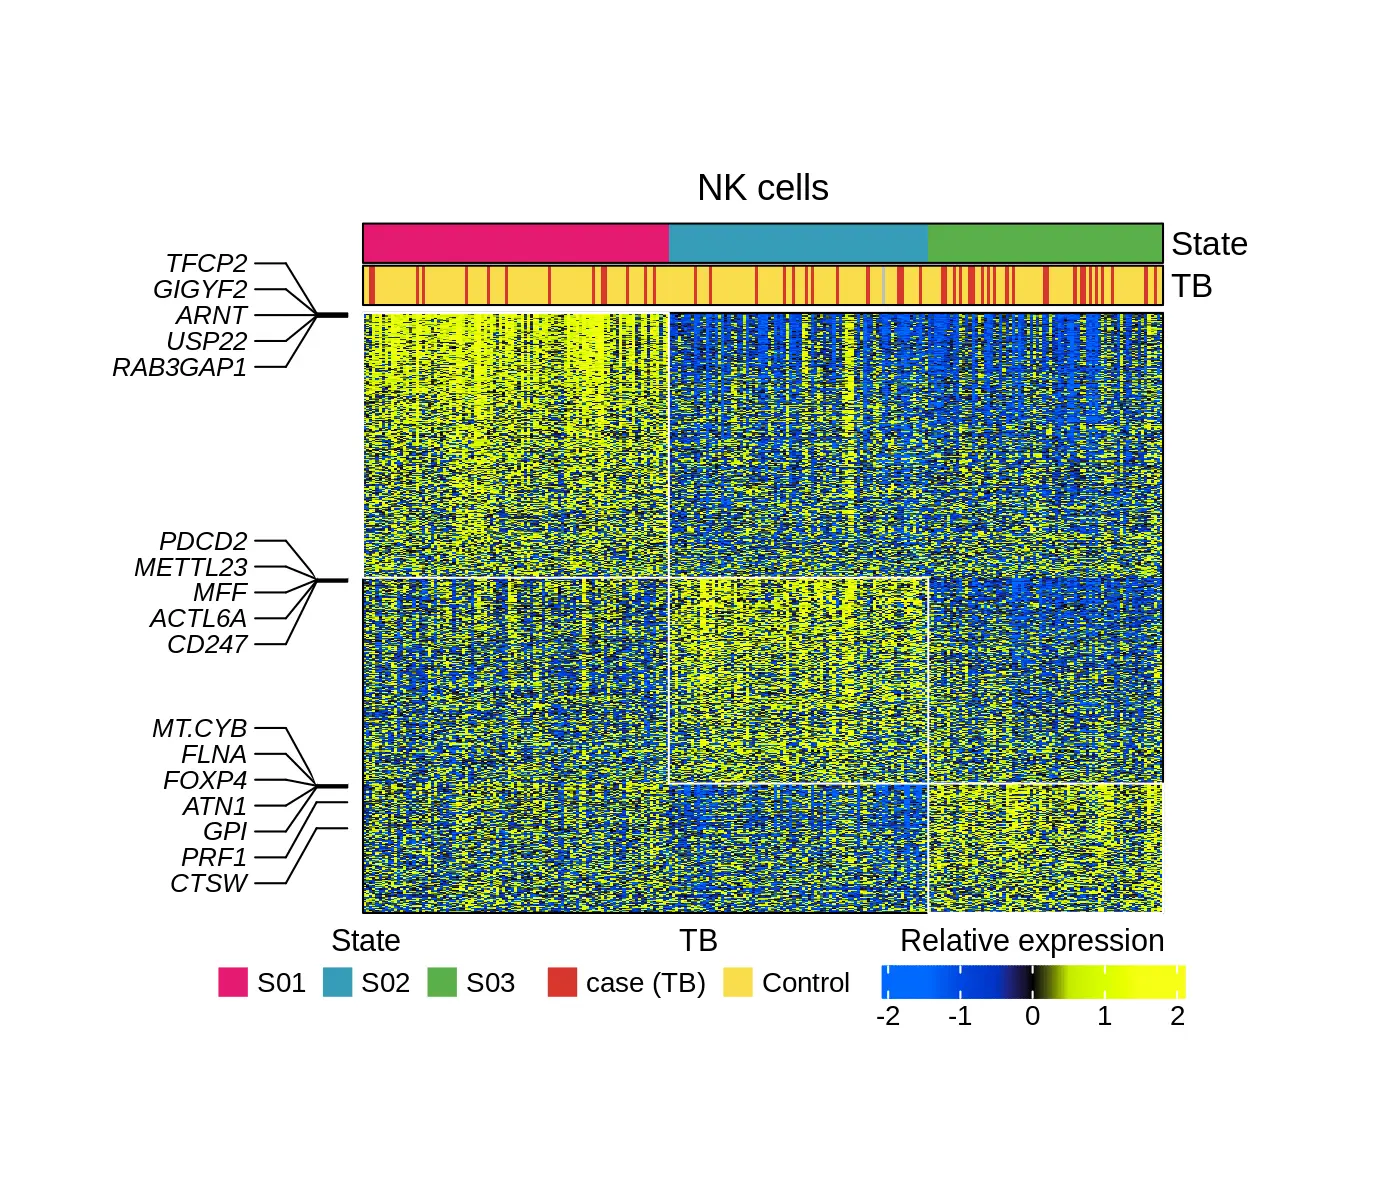 NK cells
State
TB
TFCP2
GIGYF2
ARNT
USP22
RAB3GAP1
PDCD2
METTL23
MFF
ACTL6A
CD247
MT.CYB
FLNA
FOXP4
ATN1
GPI
PRF1
CTSW
State TB Relative expression
S01 S02 S03 case (TB) Control
-2 -1 0 1 2